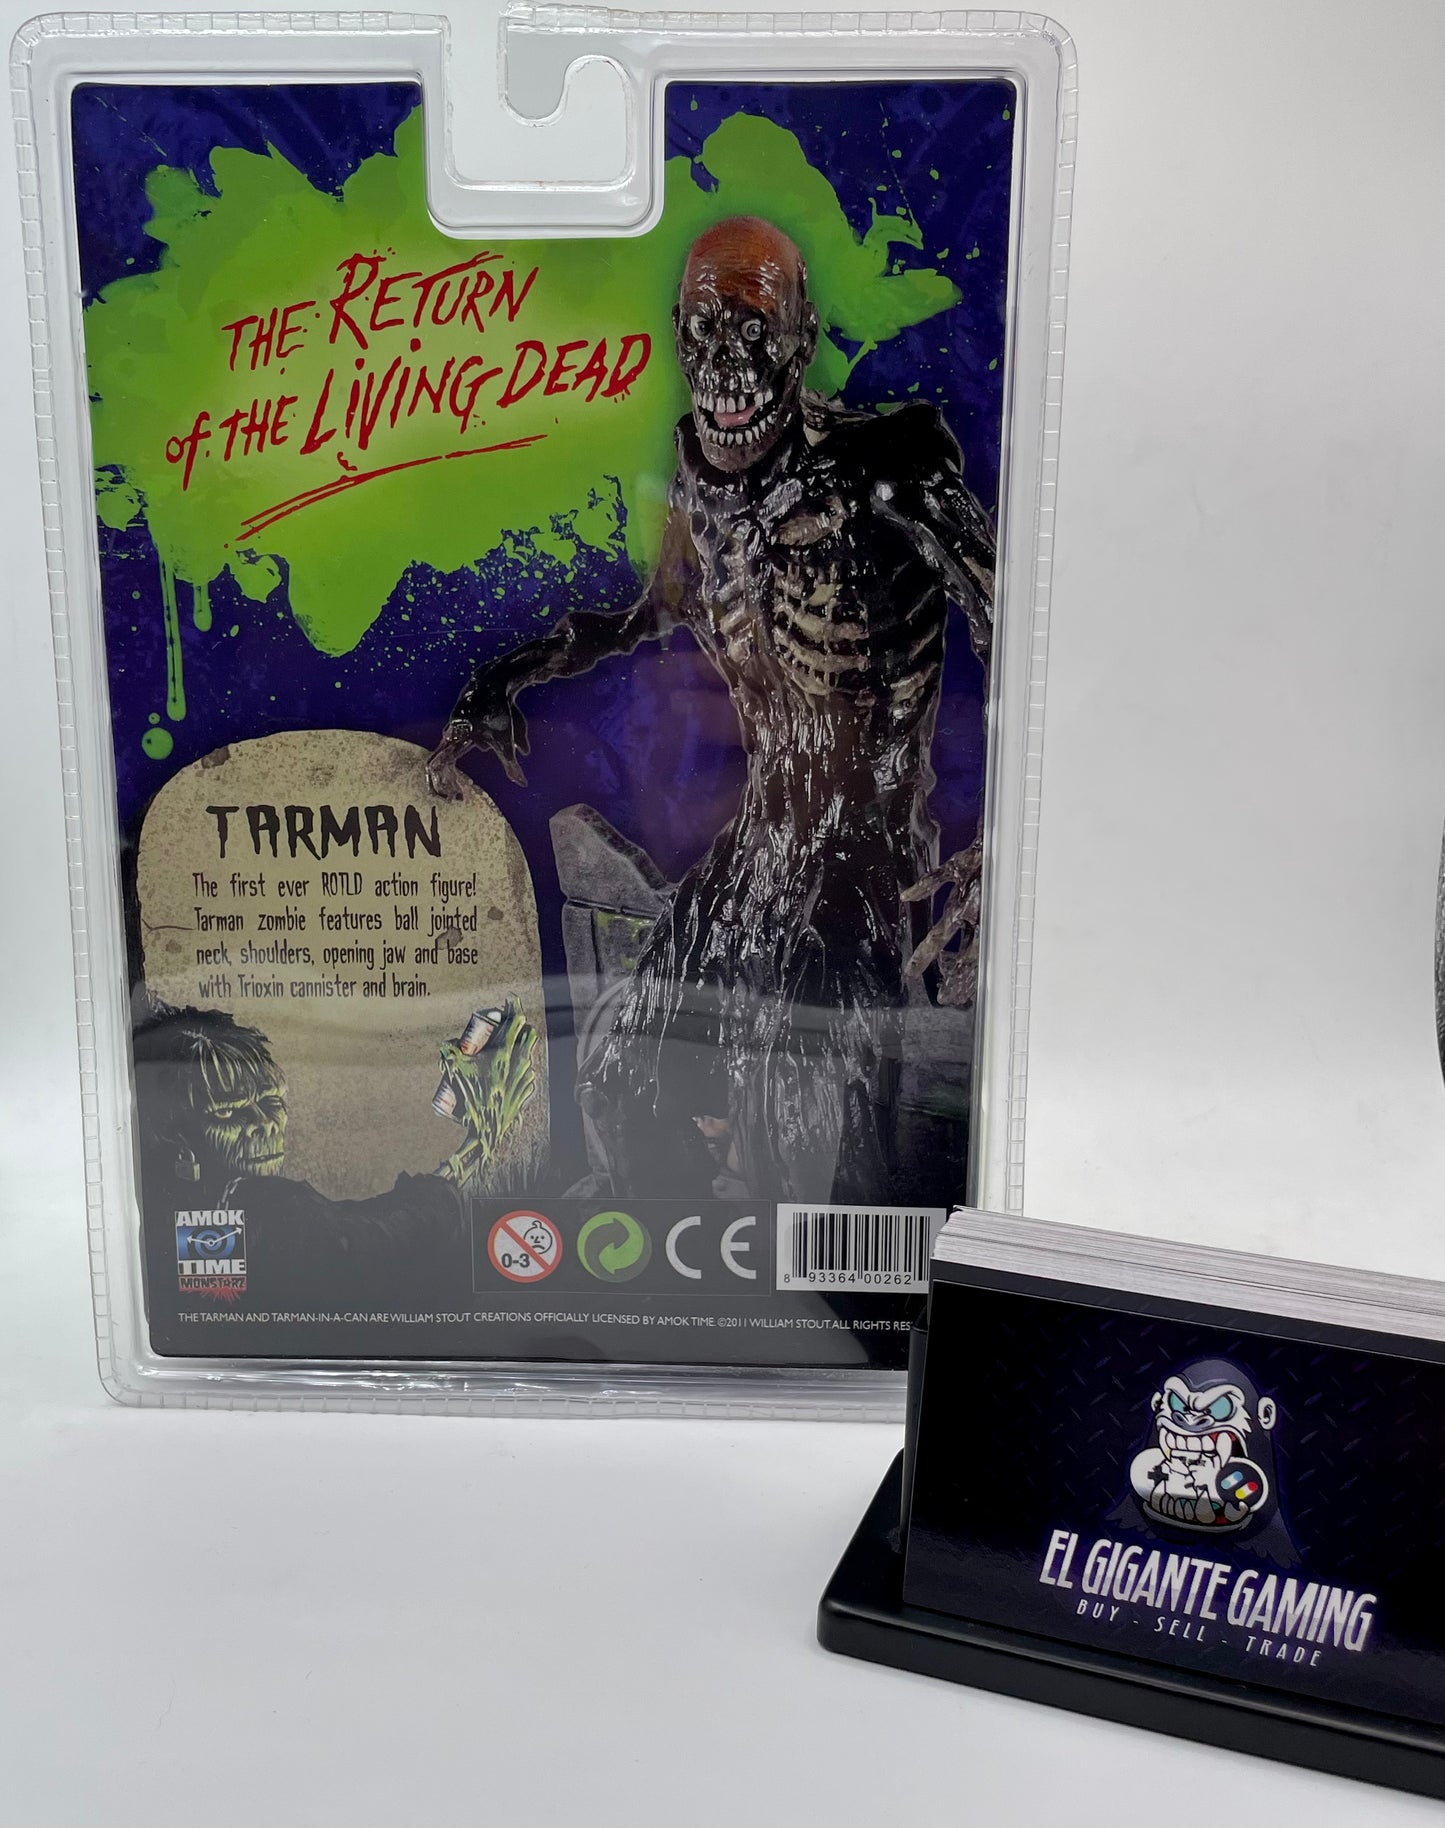 THE RETURN
of THE LIVING DEAD
TARMAN
The first ever ROTLD action figure!
Tarman zombie features ball jointed
neck, shoulders, opening jaw and base
with Trioxin cannister and brain.
AMOK
TIME
MONSTARZ
0-3
CE
8 93364 00262
THE TARMAN AND TARMAN-IN-A-CAN ARE WILLIAM STOUT CREATIONS OFFICIALLY LICENSED BY AMOK TIME. ©2011 WILLIAM STOUT. ALL RIGHTS
EL GIGANTE GAMING
BUY - SELL - TRADE